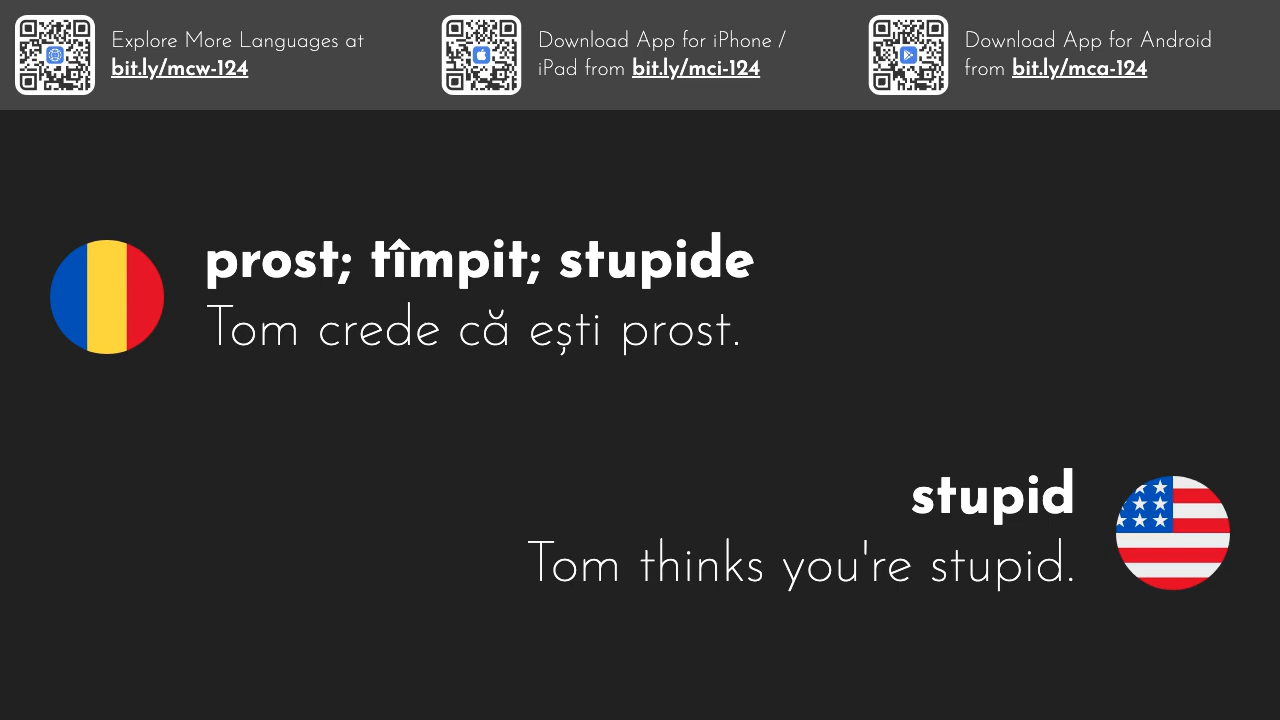 Explore More Languages at
bit.ly/mcw-124
Download App for iPhone /
iPad from bit.ly/mci-124
Download App for Android
from bit.ly/mca-124
prost; tîmpit; stupide
Tom crede că ești prost.
stupid
Tom thinks you're stupid.